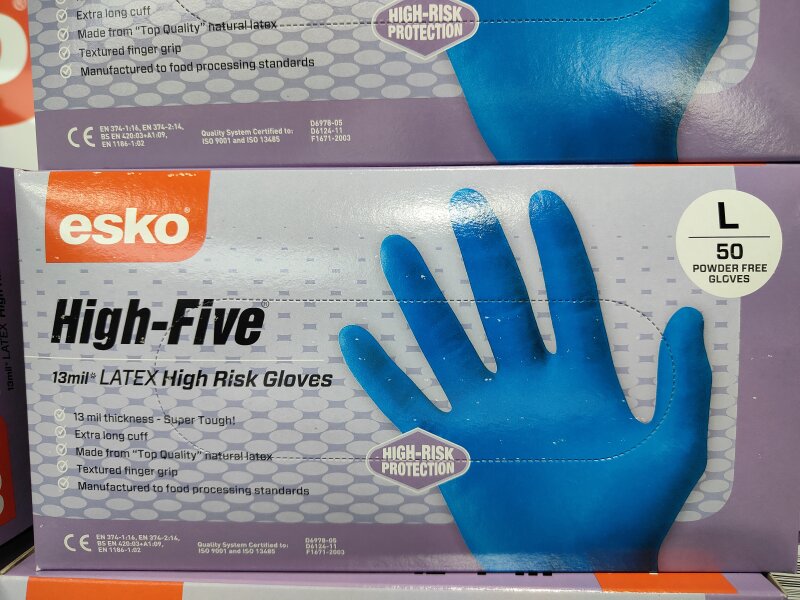 Extra long cuff
Made from "Top Quality" natural latex
Textured finger grip
Manufactured to food processing standards
HIGH-RISK
PROTECTION
CE
EN 374-1:16, EN 374-2:14,
BS EN 420:03+A1:09,
EN 1186-1:02
Quality System Certified to:
ISO 9001 and ISO 13485
D6978-05
D6124-11
F1671-2003
esko®
L
50
POWDER FREE
GLOVES
High-Five®
13mil* LATEX High Risk Gloves
13 mil thickness - Super Tough!
Extra long cuff
Made from "Top Quality" natural latex
Textured finger grip
Manufactured to food processing standards
HIGH-RISK
PROTECTION
CE
EN 374-1:16, EN 374-2:14,
BS EN 420:03+A1:09,
EN 1186-1:02
Quality System Certified to:
ISO 9001 and ISO 13485
D6978-05
D6124-11
F1671-2003